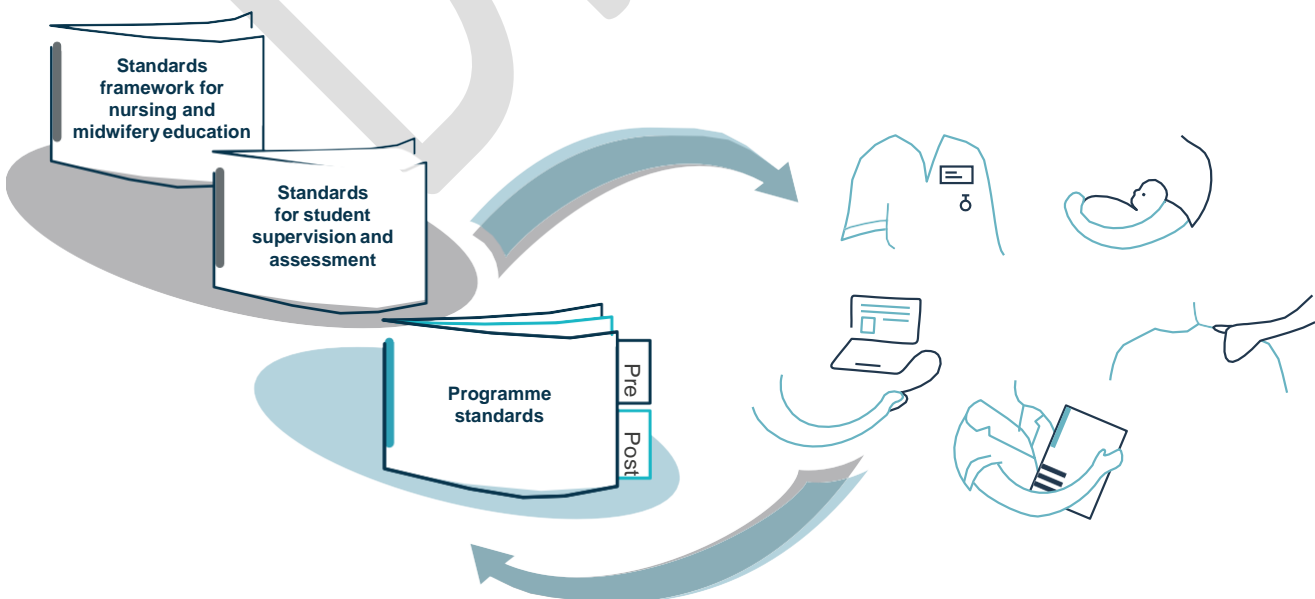 Standards
framework for
nursing and
midwifery education
Standards
for student
supervision and
assessment
Programme
standards
Pre
Post